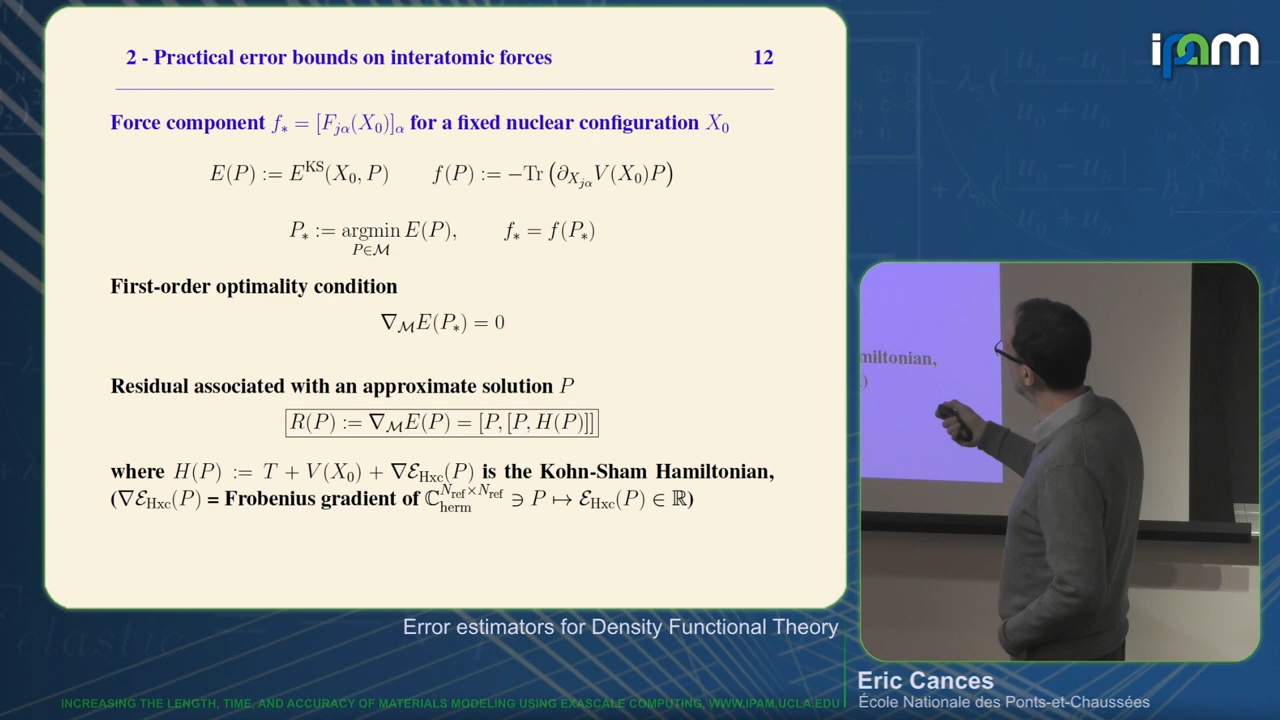 2 - Practical error bounds on interatomic forces 12
Force component f_* = [F_{jα}(X_0)]_α for a fixed nuclear configuration X_0
E(P) := E^{KS}(X_0, P) f(P) := −Tr (∂_{X_{jα}} V(X_0)P)
P_* := argmin_{P∈ℳ} E(P), f_* = f(P_*)
First-order optimality condition
∇_ℳ E(P_*) = 0
Residual associated with an approximate solution P
R(P) := ∇_ℳ E(P) = [P, [P, H(P)]]
where H(P) := T + V(X_0) + ∇ℰ_{Hxc}(P) is the Kohn-Sham Hamiltonian,
(∇ℰ_{Hxc}(P) = Frobenius gradient of ℂ_{herm}^{N_{ref}×N_{ref}} ∋ P ↦ ℰ_{Hxc}(P) ∈ ℝ)
ipam
miltonian,
)
Error estimators for Density Functional Theory
Eric Cances
École Nationale des Ponts-et-Chaussées
INCREASING THE LENGTH, TIME, AND ACCURACY OF MATERIALS MODELING USING EXASCALE COMPUTING, WWW.IPAM.UCLA.EDU